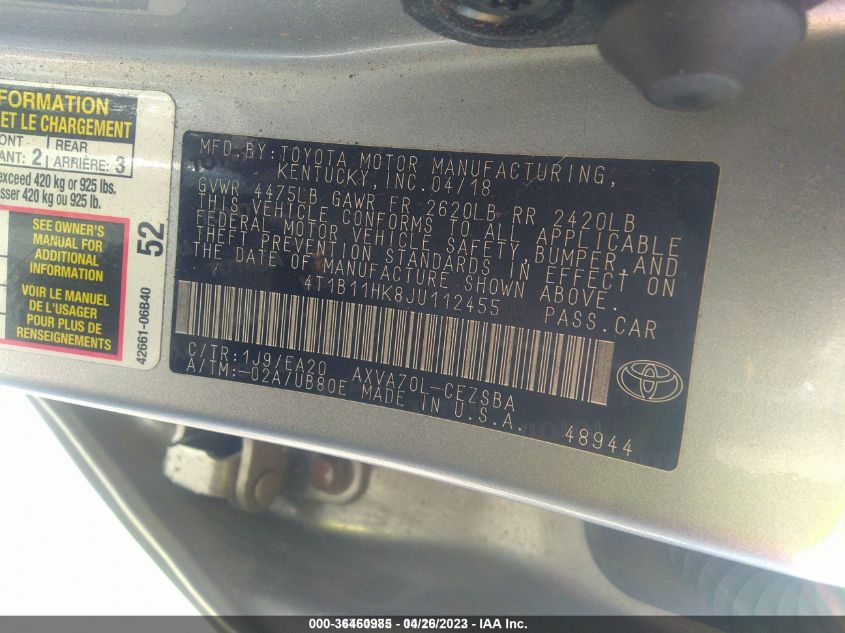 FORMATION
ET LE CHARGEMENT
ONT
ANT: 2
REAR
ARRIÈRE: 3
exceed 420 kg or 925 lbs.
sser 420 kg ou 925 lb.
SEE OWNER'S
MANUAL FOR
ADDITIONAL
INFORMATION
VOIR LE MANUEL
DE L'USAGER
POUR PLUS DE
RENSEIGNEMENTS
52
42661-06B40
MFD.BY:TOYOTA MOTOR MANUFACTURING,
KENTUCKY,INC.04/18
GVWR 4475LB GAWR FR 2620LB RR 2420LB
THIS VEHICLE CONFORMS TO ALL APPLICABLE
FEDERAL MOTOR VEHICLE SAFETY,BUMPER,AND
THEFT PREVENTION STANDARDS IN EFFECT ON
THE DATE OF MANUFACTURE SHOWN ABOVE.
4T1B11HK8JU112455 PASS.CAR
C/TR:1J9/EA20 AXVA70L-CEZSBA
A/TM:-02A/UB80E MADE IN U.S.A.
48944
000-36460985 04/26/2023 - IAA Inc.